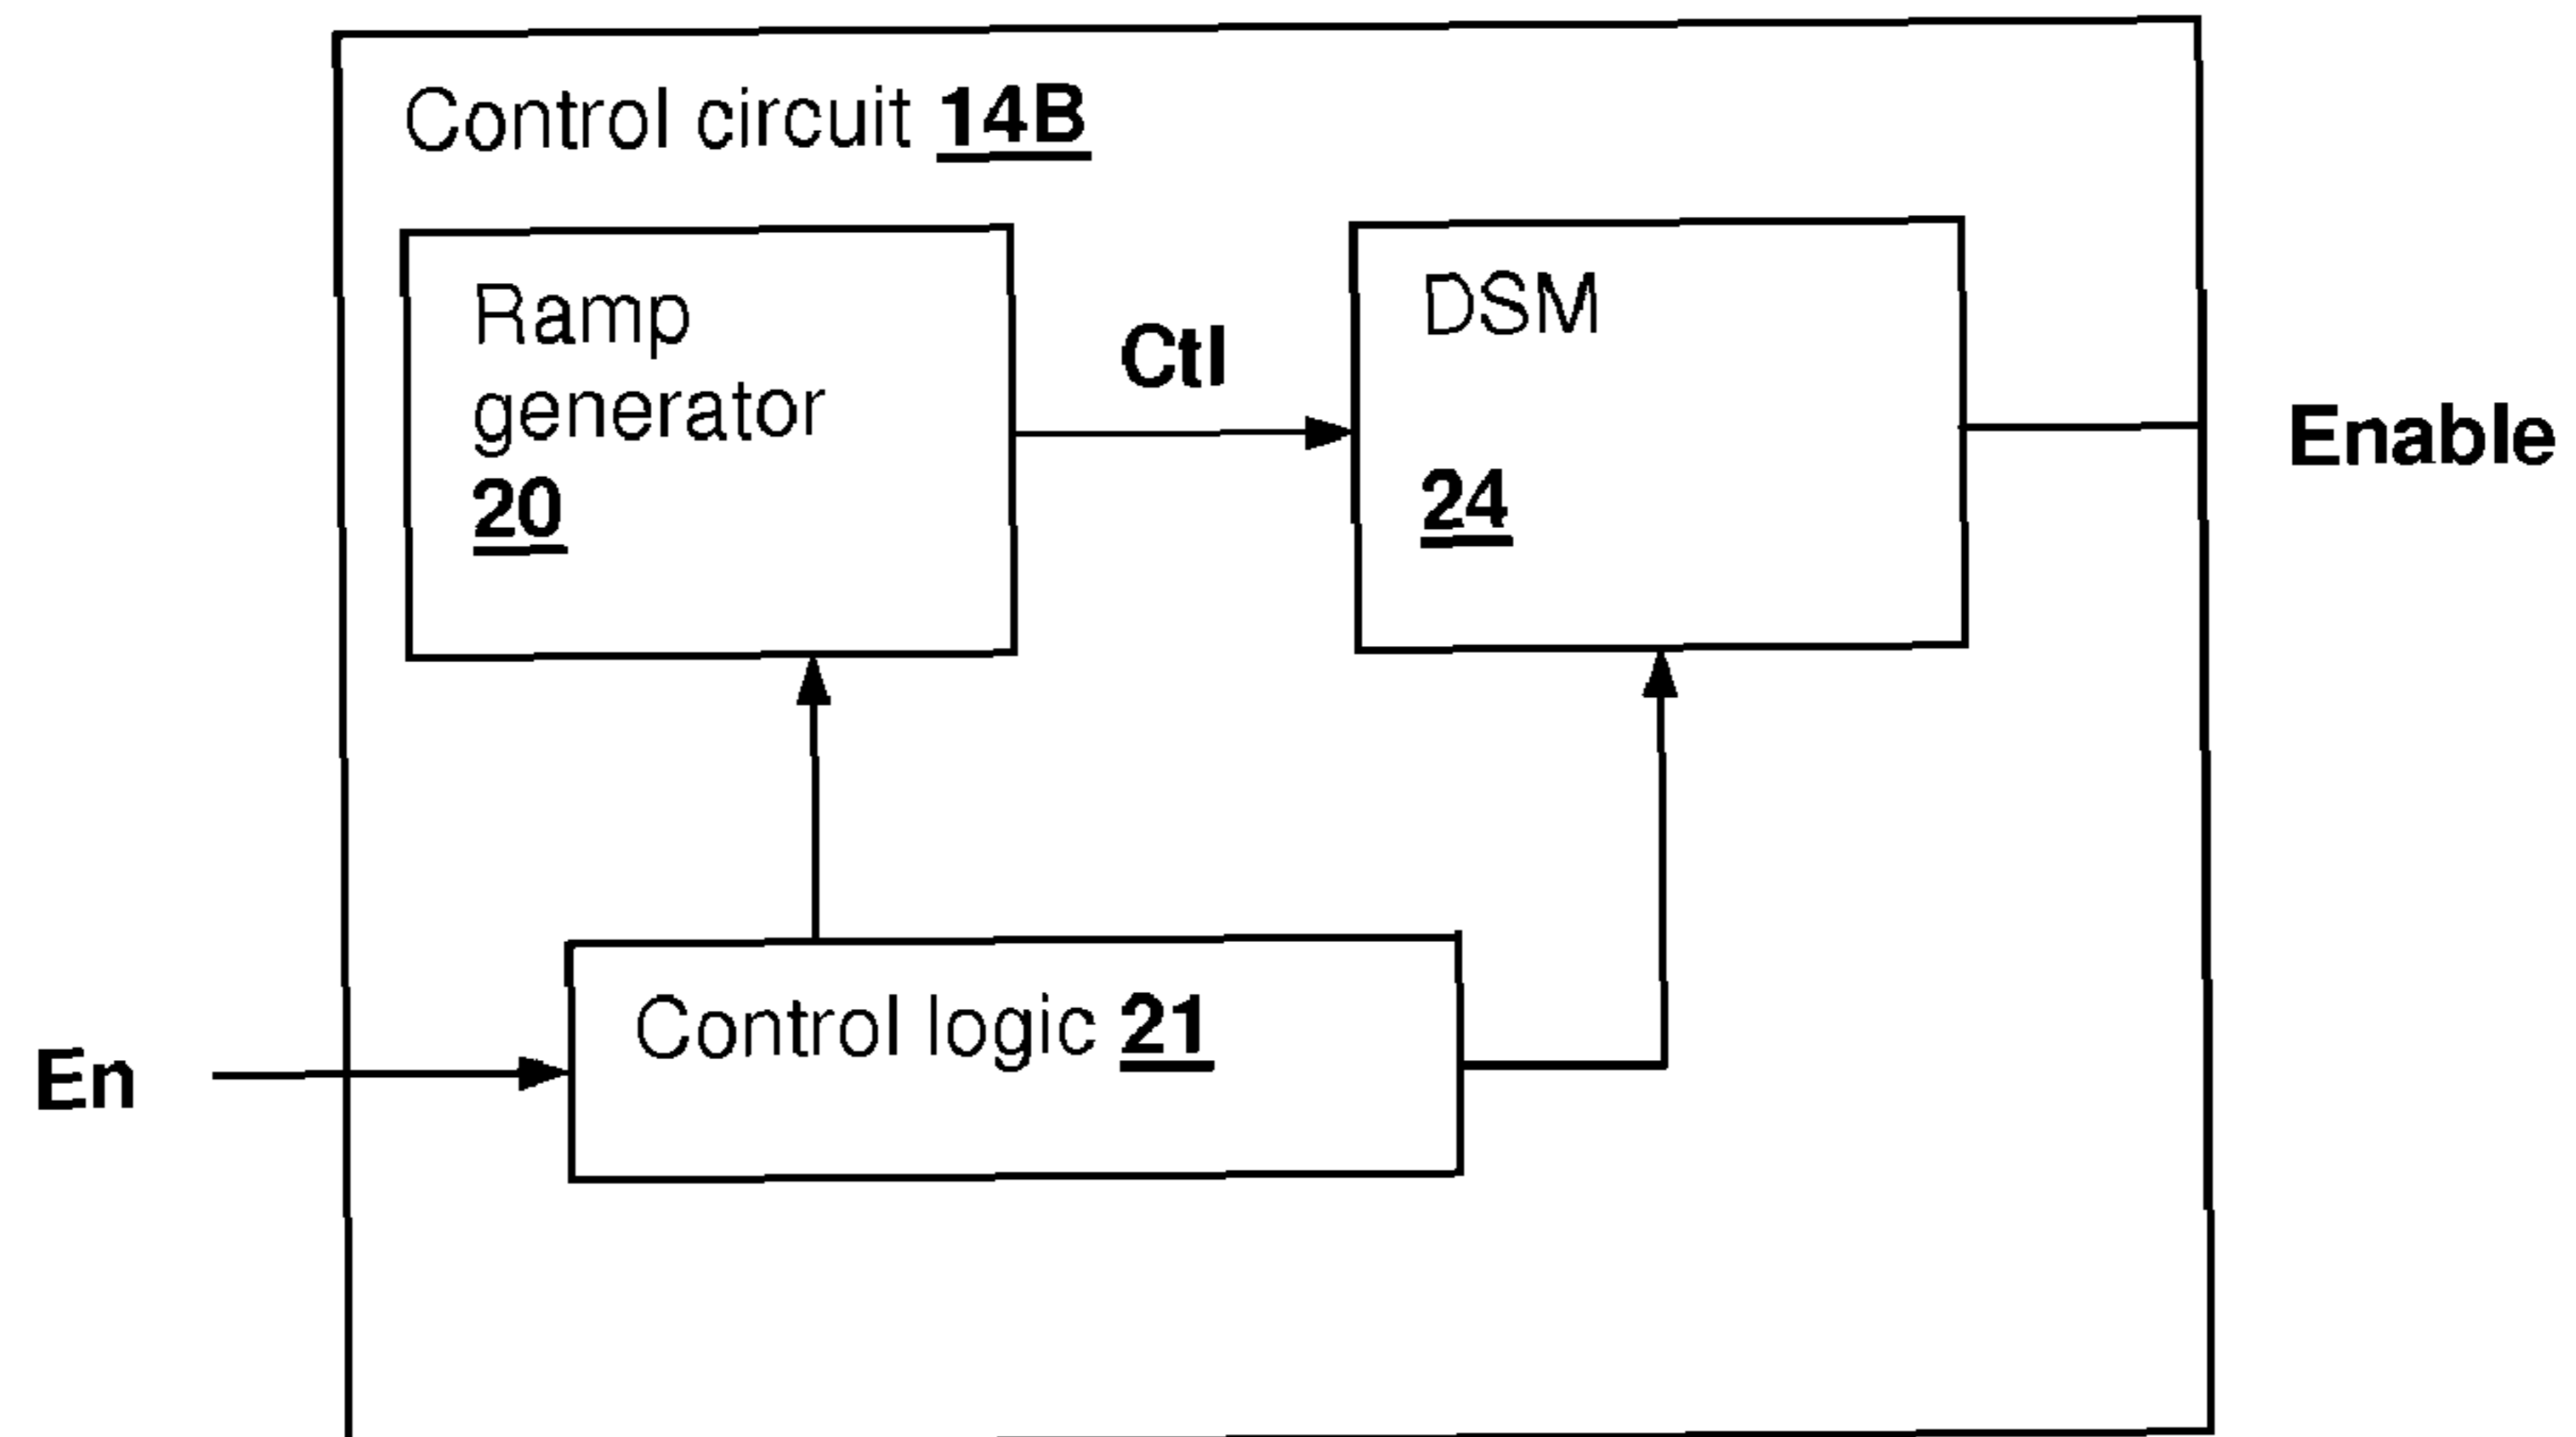 Control circuit 14B
Ramp
generator
20
Ctl
DSM
24
Enable
Control logic 21
En